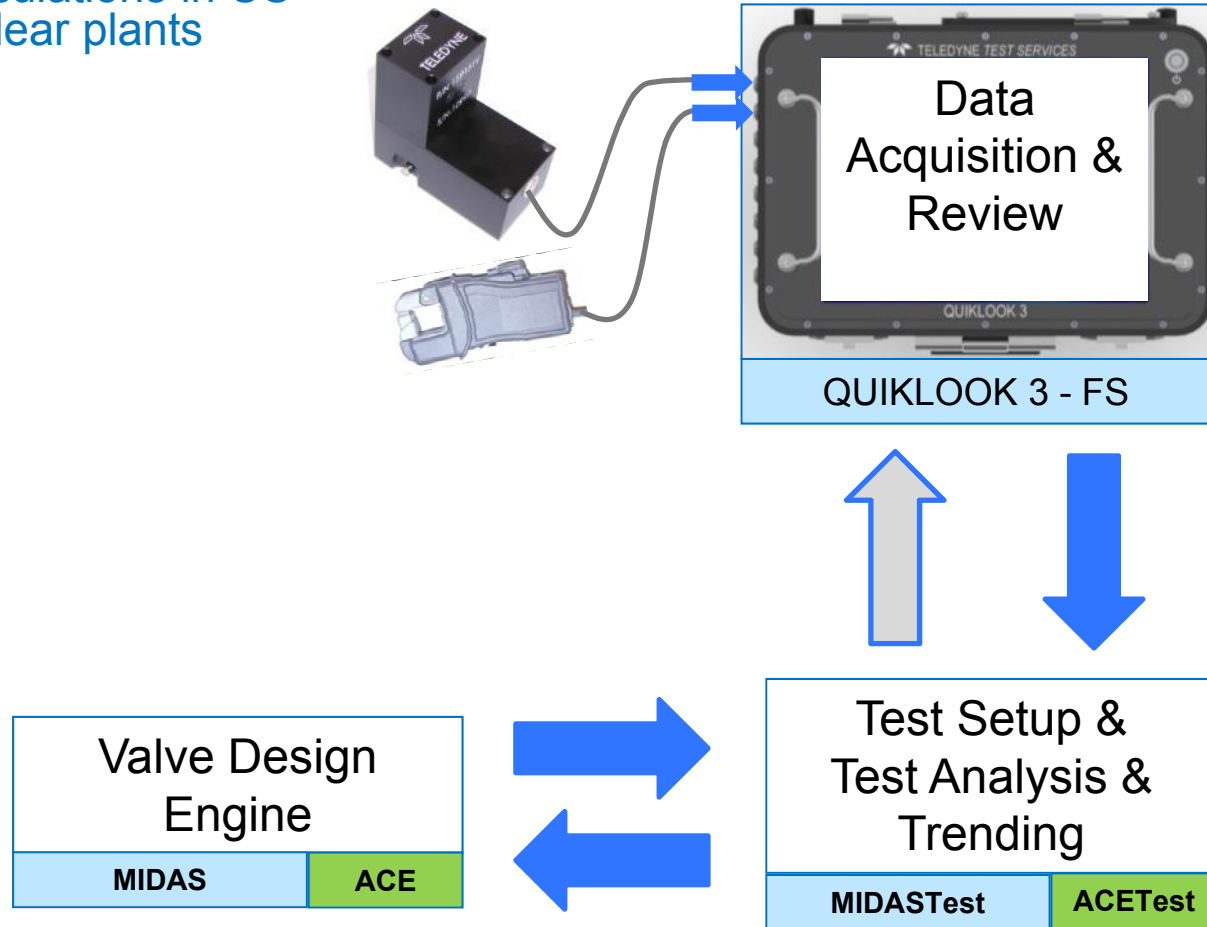 clear plants
TELEDYNE
TELEDYNE TEST SERVICES
Data
Acquisition &
Review
QUIKLOOK 3
QUIKLOOK 3 - FS
Valve Design
Engine
MIDAS
ACE
Test Setup &
Test Analysis &
Trending
MIDASTest
ACETest